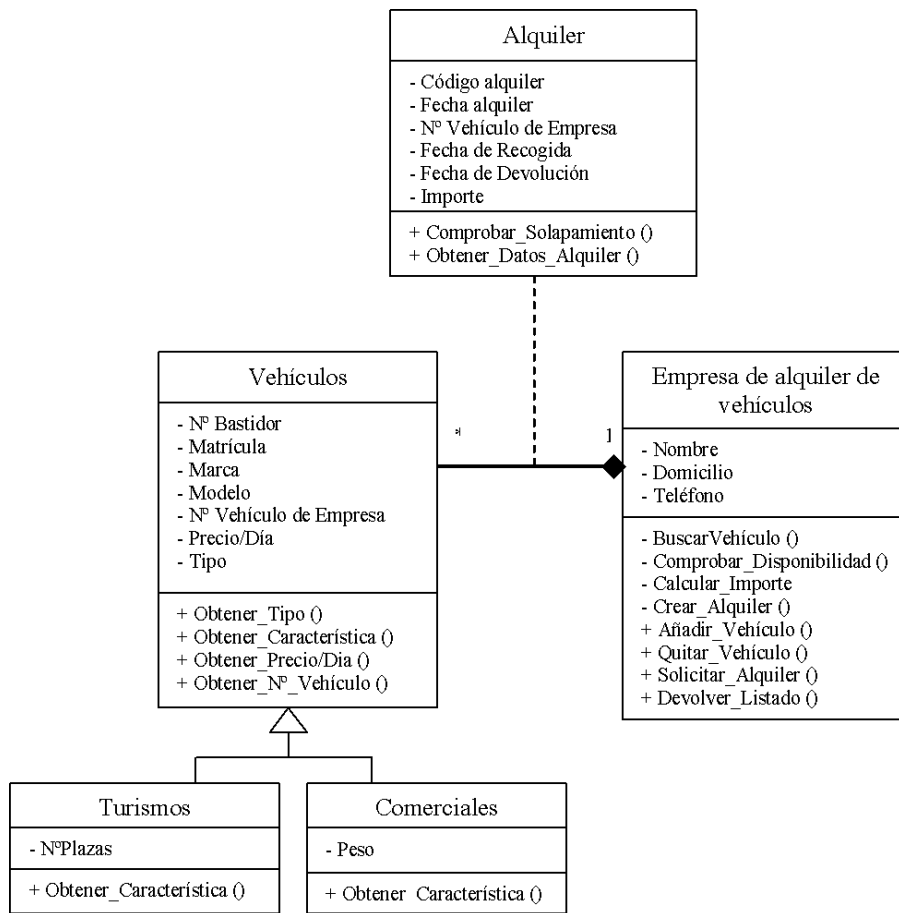 Alquiler
- Código alquiler
- Fecha alquiler
- Nº Vehículo de Empresa
- Fecha de Recogida
- Fecha de Devolución
- Importe
+ Comprobar_Solapamiento ()
+ Obtener_Datos_Alquiler ()
Vehículos
- Nº Bastidor
- Matrícula
- Marca
- Modelo
- Nº Vehículo de Empresa
- Precio/Día
- Tipo
+ Obtener_Tipo ()
+ Obtener_Característica ()
+ Obtener_Precio/Dia ()
+ Obtener_Nº_Vehículo ()
*
1
Empresa de alquiler de
vehículos
- Nombre
- Domicilio
- Teléfono
- BuscarVehículo ()
- Comprobar_Disponibilidad ()
- Calcular_Importe
- Crear_Alquiler ()
+ Añadir_Vehículo ()
+ Quitar_Vehículo ()
+ Solicitar_Alquiler ()
+ Devolver_Listado ()
Turismos
- NºPlazas
+ Obtener_Característica ()
Comerciales
- Peso
+ Obtener_Característica ()